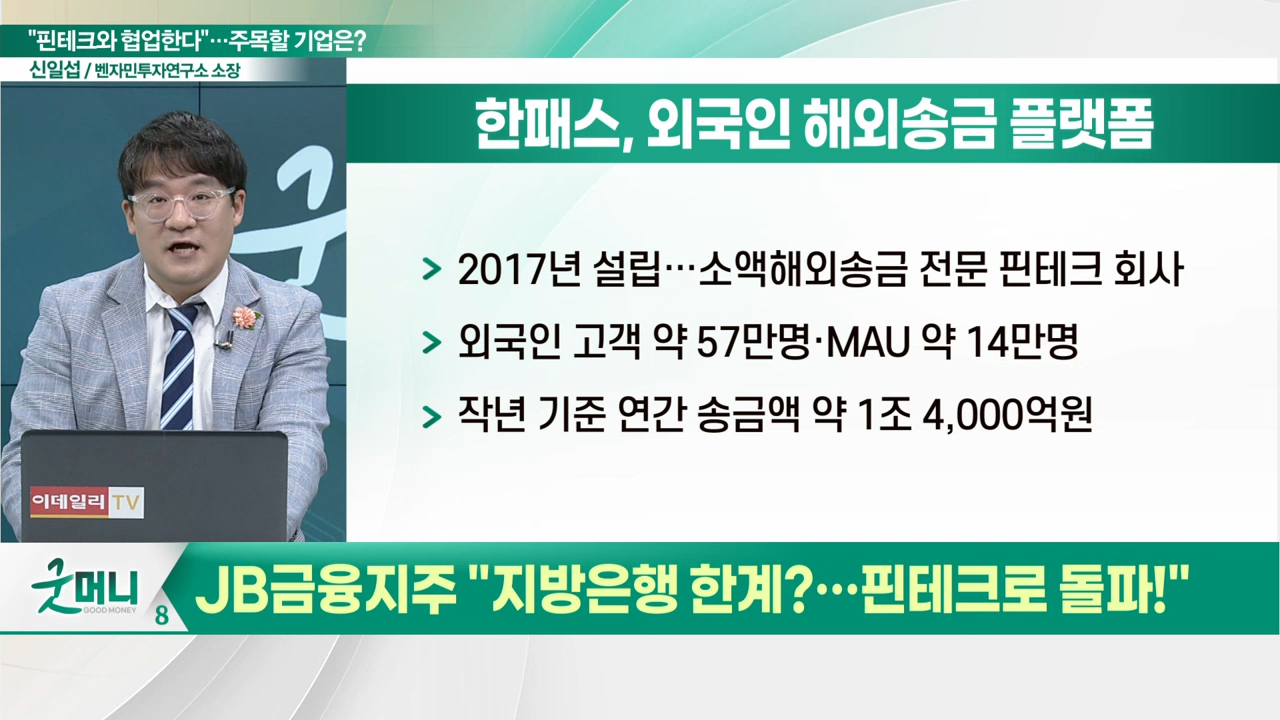 "핀테크와 협업한다"…주목할 기업은?
신일섭 / 벤자민투자연구소 소장
한패스, 외국인 해외송금 플랫폼
> 2017년 설립…소액해외송금 전문 핀테크 회사
> 외국인 고객 약 57만명·MAU 약 14만명
> 작년 기준 연간 송금액 약 1조 4,000억원
이데일리 TV
굿머니
GOOD MONEY
8
JB금융지주 "지방은행 한계?…핀테크로 돌파!"